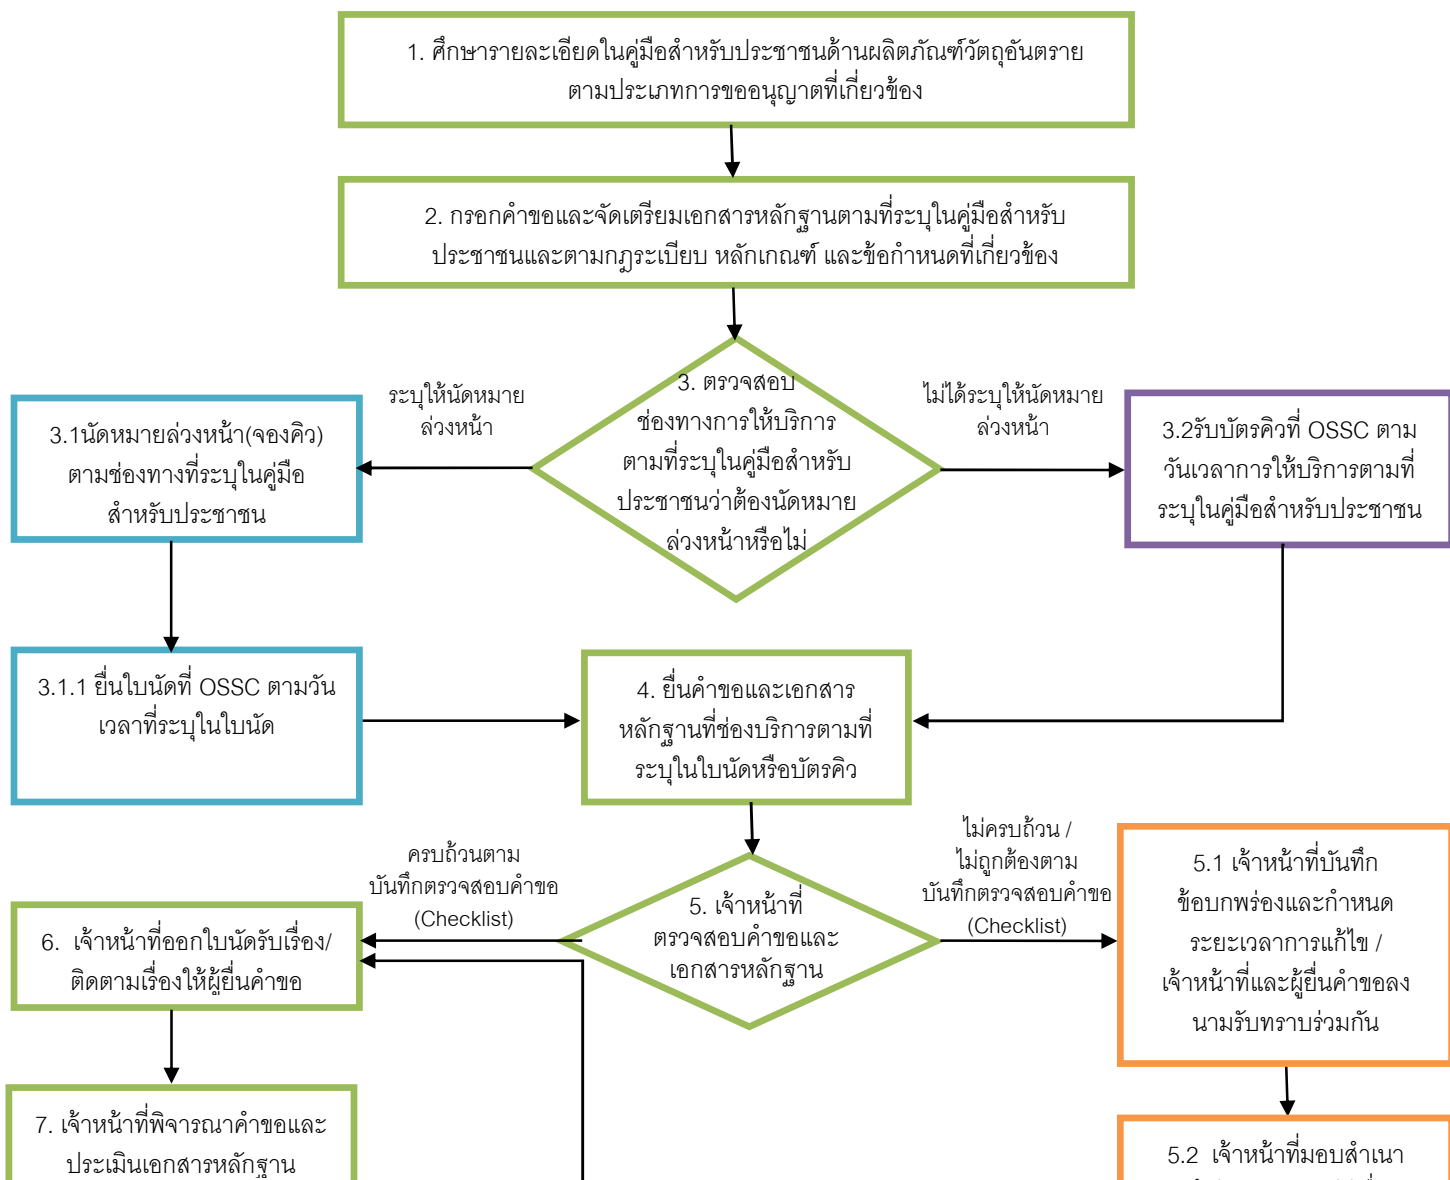 1. ศึกษารายละเอียดในคู่มือสำหรับประชาชนด้านผลิตภัณฑ์วัตถุอันตราย
ตามประเภทการขออนุญาตที่เกี่ยวข้อง
2. กรอกคำขอและจัดเตรียมเอกสารหลักฐานตามที่ระบุในคู่มือสำหรับ
ประชาชนและตามกฎระเบียบ หลักเกณฑ์ และข้อกำหนดที่เกี่ยวข้อง
3. ตรวจสอบ
ช่องทางการให้บริการ
ตามที่ระบุในคู่มือสำหรับ
ประชาชนว่าต้องนัดหมาย
ล่วงหน้าหรือไม่
ระบุให้นัดหมาย
ล่วงหน้า
ไม่ได้ระบุให้นัดหมาย
ล่วงหน้า
3.1นัดหมายล่วงหน้า(จองคิว)
ตามช่องทางที่ระบุในคู่มือ
สำหรับประชาชน
3.2รับบัตรคิวที่ OSSC ตาม
วันเวลาการให้บริการตามที่
ระบุในคู่มือสำหรับประชาชน
3.1.1 ยื่นใบนัดที่ OSSC ตามวัน
เวลาที่ระบุในใบนัด
4. ยื่นคำขอและเอกสาร
หลักฐานที่ช่องบริการตามที่
ระบุในใบนัดหรือบัตรคิว
ครบถ้วนตาม
บันทึกตรวจสอบคำขอ
(Checklist)
5. เจ้าหน้าที่
ตรวจสอบคำขอและ
เอกสารหลักฐาน
ไม่ครบถ้วน /
ไม่ถูกต้องตาม
บันทึกตรวจสอบคำขอ
(Checklist)
5.1 เจ้าหน้าที่บันทึก
ข้อบกพร่องและกำหนด
ระยะเวลาการแก้ไข /
เจ้าหน้าที่และผู้ยื่นคำขอลง
นามรับทราบร่วมกัน
6. เจ้าหน้าที่ออกใบนัดรับเรื่อง/
ติดตามเรื่องให้ผู้ยื่นคำขอ
7. เจ้าหน้าที่พิจารณาคำขอและ
ประเมินเอกสารหลักฐาน
5.2 เจ้าหน้าที่มอบสำเนา